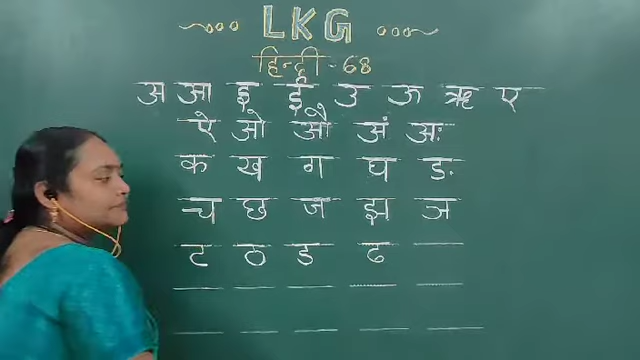 LKG
हिन्दी - 68
अ आ इ ई उ ऊ ऋ ए
ऐ ओ औ अं अः
क ख ग घ ङ
च छ ज झ ञ
ट ठ ड ढ